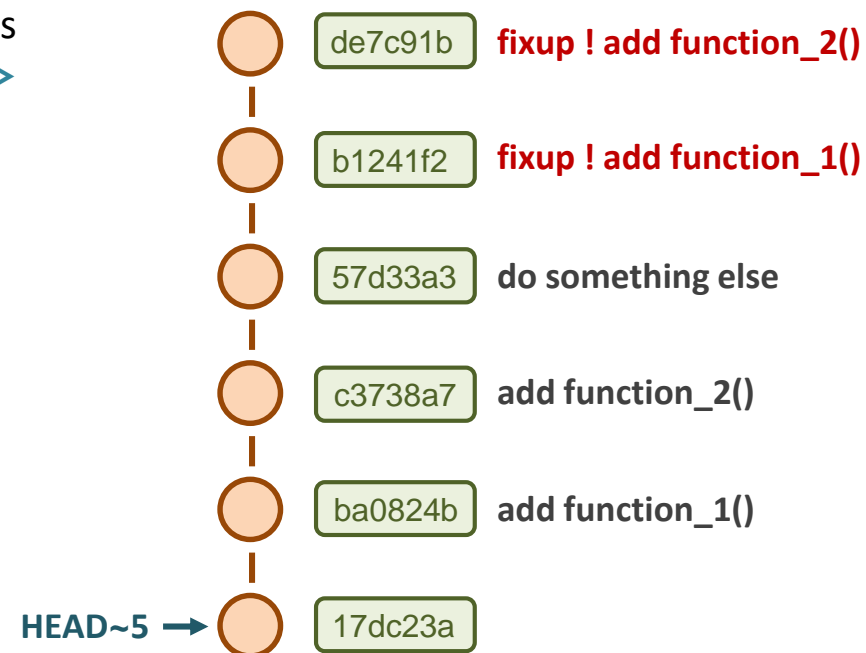 s
de7c91b fixup ! add function_2()
b1241f2 fixup ! add function_1()
57d33a3 do something else
c3738a7 add function_2()
ba0824b add function_1()
HEAD~5 17dc23a